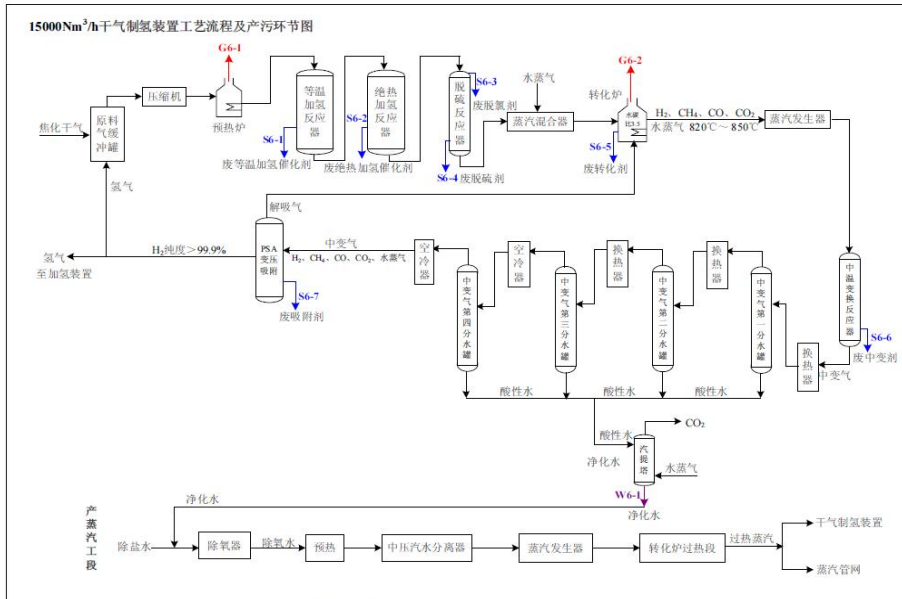 15000Nm³/h干气制氢装置工艺流程及产污环节图
G6-1
G6-2
焦化干气
原料气缓冲罐
压缩机
预热炉
等温加氢反应器
S6-1
废等温加氢催化剂
绝热加氢反应器
S6-2
废绝热加氢催化剂
脱硫反应器
S6-3
废脱氯剂
S6-4
废脱硫剂
水蒸气
蒸汽混合器
转化炉
水碳比3.5
S6-5
废转化剂
H₂、CH₄、CO、CO₂
水蒸气 820℃~850℃
蒸汽发生器
氢气
解吸气
氢气
至加氢装置
H₂纯度>99.9%
PSA变压吸附
S6-7
废吸附剂
中变气
H₂、CH₄、CO、CO₂、水蒸气
空冷器
中变气第四分水罐
空冷器
中变气第三分水罐
换热器
中变气第二分水罐
换热器
中变气第一分水罐
换热器
中变气
中温变换反应器
S6-6
废中变剂
酸性水
酸性水
酸性水
酸性水
净化水
汽提塔
CO₂
水蒸气
W6-1
净化水
净化水
产蒸汽工段
除盐水
除氧器
除氧水
预热
中压汽水分离器
蒸汽发生器
转化炉过热段
过热蒸汽
干气制氢装置
蒸汽管网